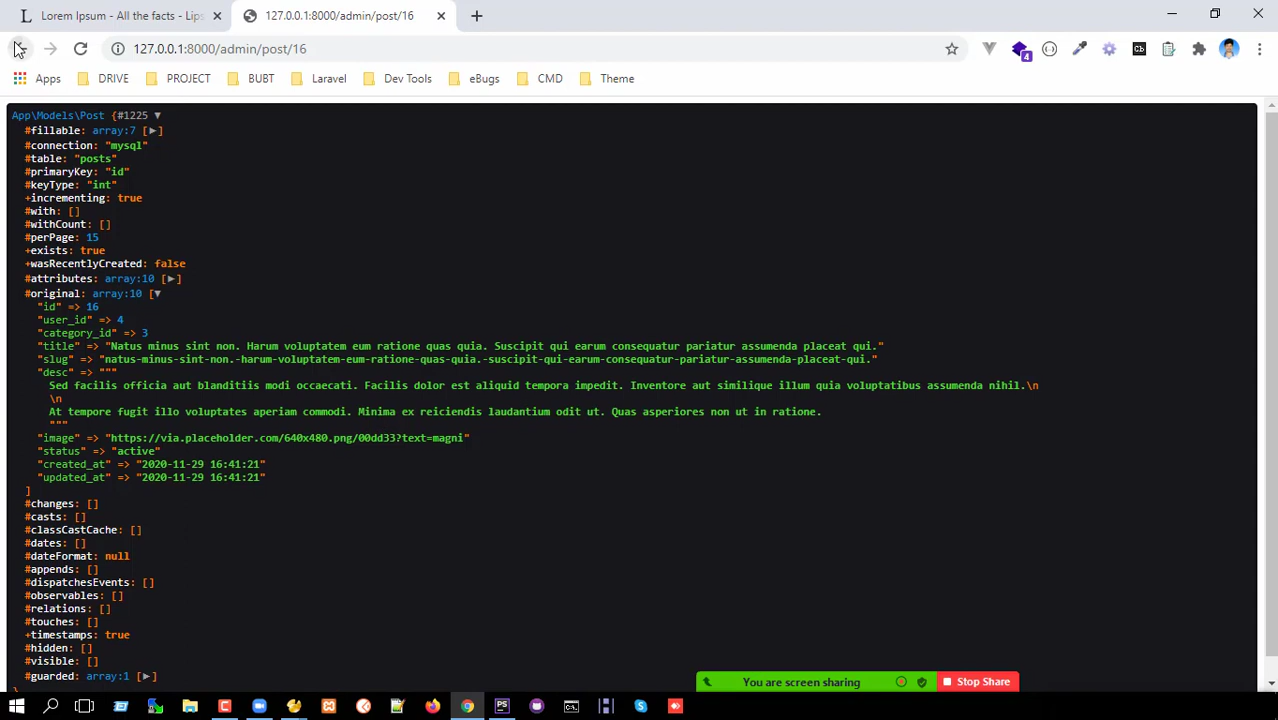 Lorem Ipsum - All the facts - Lips
127.0.0.1:8000/admin/post/16
127.0.0.1:8000/admin/post/16
4
Cb
Apps DRIVE PROJECT BUBT Laravel Dev Tools eBugs CMD Theme
App\Models\Post {#1225 ▼
#fillable: array:7 [▶]
#connection: "mysql"
#table: "posts"
#primaryKey: "id"
#keyType: "int"
+incrementing: true
#with: []
#withCount: []
#perPage: 15
+exists: true
+wasRecentlyCreated: false
#attributes: array:10 [▶]
#original: array:10 [▼
"id" => 16
"user_id" => 4
"category_id" => 3
"title" => "Natus minus sint non. Harum voluptatem eum ratione quas quia. Suscipit qui earum consequatur pariatur assumenda placeat qui."
"slug" => "natus-minus-sint-non.-harum-voluptatem-eum-ratione-quas-quia.-suscipit-qui-earum-consequatur-pariatur-assumenda-placeat-qui."
"desc" => """
Sed facilis officia aut blanditiis modi occaecati. Facilis dolor est aliquid tempora impedit. Inventore aut similique illum quia voluptatibus assumenda nihil.\n
\n
At tempore fugit illo voluptates aperiam commodi. Minima ex reiciendis laudantium odit ut. Quas asperiores non ut in ratione.
"""
"image" => "https://via.placeholder.com/640x480.png/00dd33?text=magni"
"status" => "active"
"created_at" => "2020-11-29 16:41:21"
"updated_at" => "2020-11-29 16:41:21"
]
#changes: []
#casts: []
#classCastCache: []
#dates: []
#dateFormat: null
#appends: []
#dispatchesEvents: []
#observables: []
#relations: []
#touches: []
+timestamps: true
#hidden: []
#visible: []
#guarded: array:1 [▶]
}
You are screen sharing Stop Share
PS